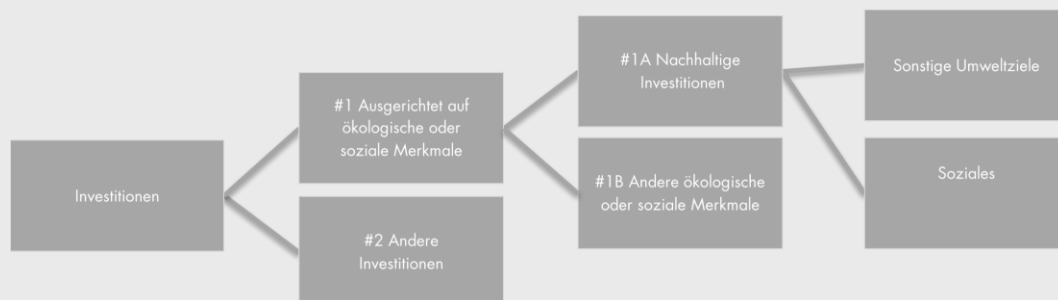 Investitionen
#1 Ausgerichtet auf
ökologische oder
soziale Merkmale
#2 Andere
Investitionen
#1A Nachhaltige
Investitionen
#1B Andere ökologische
oder soziale Merkmale
Sonstige Umweltziele
Soziales